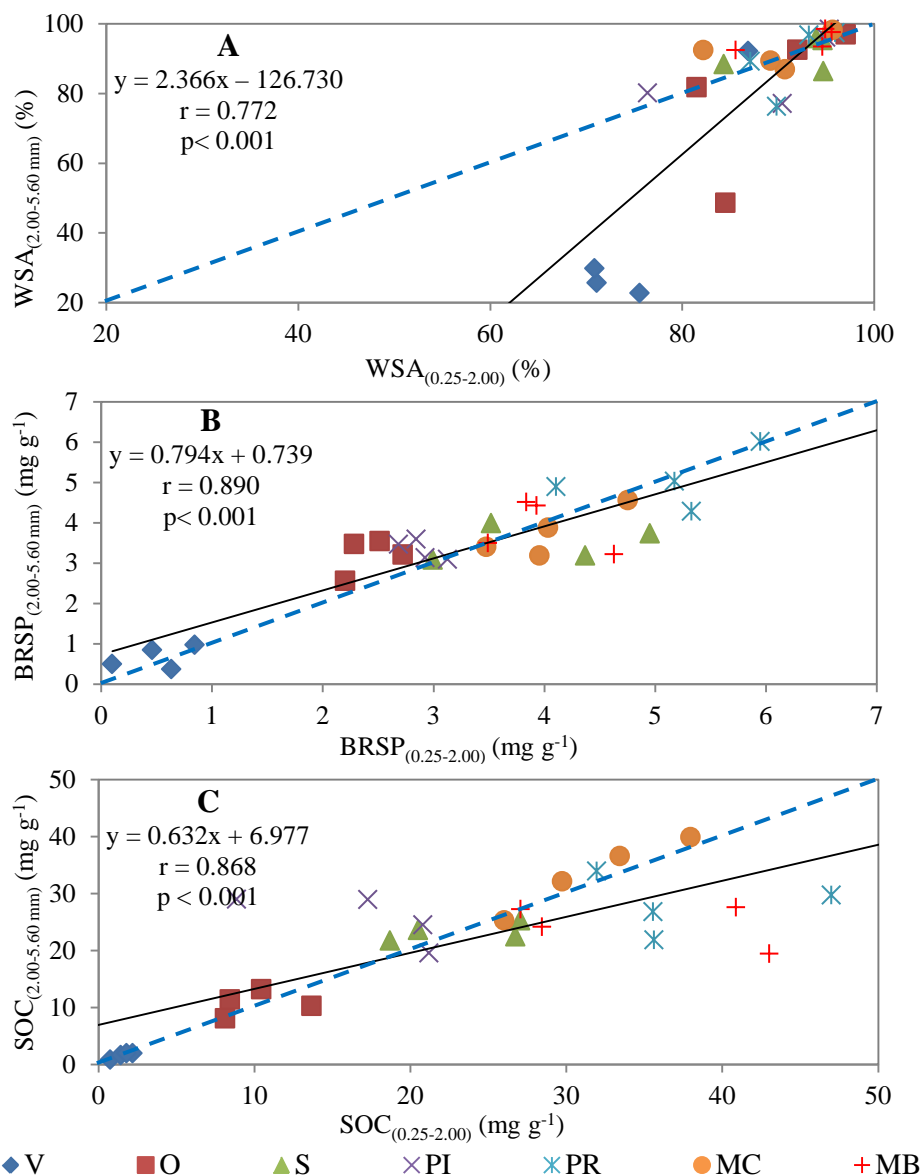 A
y = 2.366x – 126.730
r = 0.772
p< 0.001
WSA(2.00-5.60 mm) (%)
100
80
60
40
20
20 40 60 80 100
WSA(0.25-2.00) (%)
B
y = 0.794x + 0.739
r = 0.890
p< 0.001
BRSP(2.00-5.60 mm) (mg g-1)
7
6
5
4
3
2
1
0
0 1 2 3 4 5 6 7
BRSP(0.25-2.00) (mg g-1)
C
y = 0.632x + 6.977
r = 0.868
p < 0.001
SOC(2.00-5.60 mm) (mg g-1)
50
40
30
20
10
0
0 10 20 30 40 50
SOC(0.25-2.00) (mg g-1)
V O S PI PR MC MB